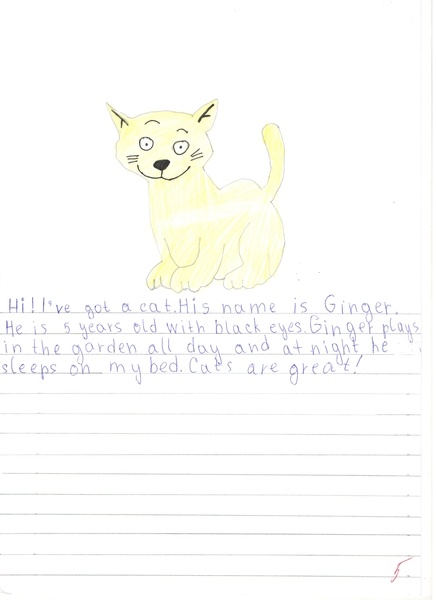 Hi! I've got a cat. His name is Ginger.
He is 5 years old with black eyes. Ginger plays
in the garden all day and at night he
sleeps on my bed. Cats are great!
5